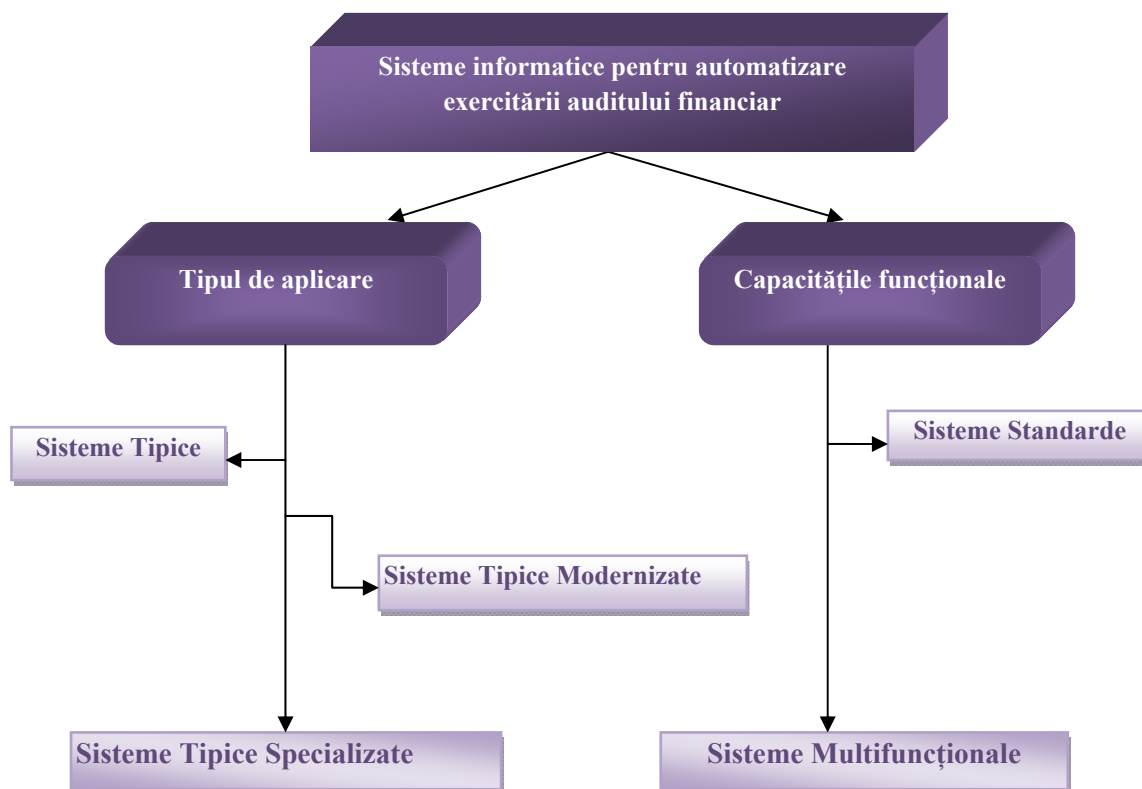 Sisteme informatice pentru automatizare
exercitării auditului financiar
Tipul de aplicare
Capacitățile funcționale
Sisteme Tipice
Sisteme Standarde
Sisteme Tipice Modernizate
Sisteme Tipice Specializate
Sisteme Multifuncționale